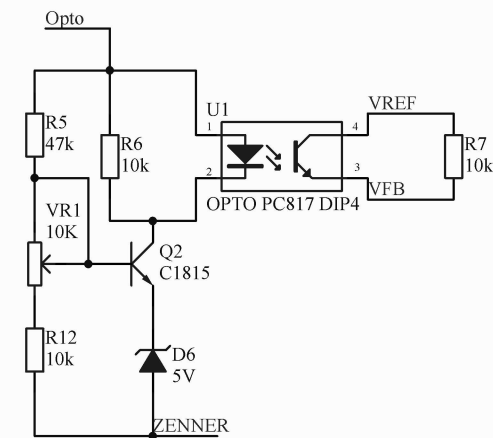 Opto
R5
47k
R6
10k
U1
1
2
4
3
VREF
VFB
R7
10k
OPTO PC817 DIP4
VR1
10K
Q2
C1815
R12
10k
D6
5V
ZENNER